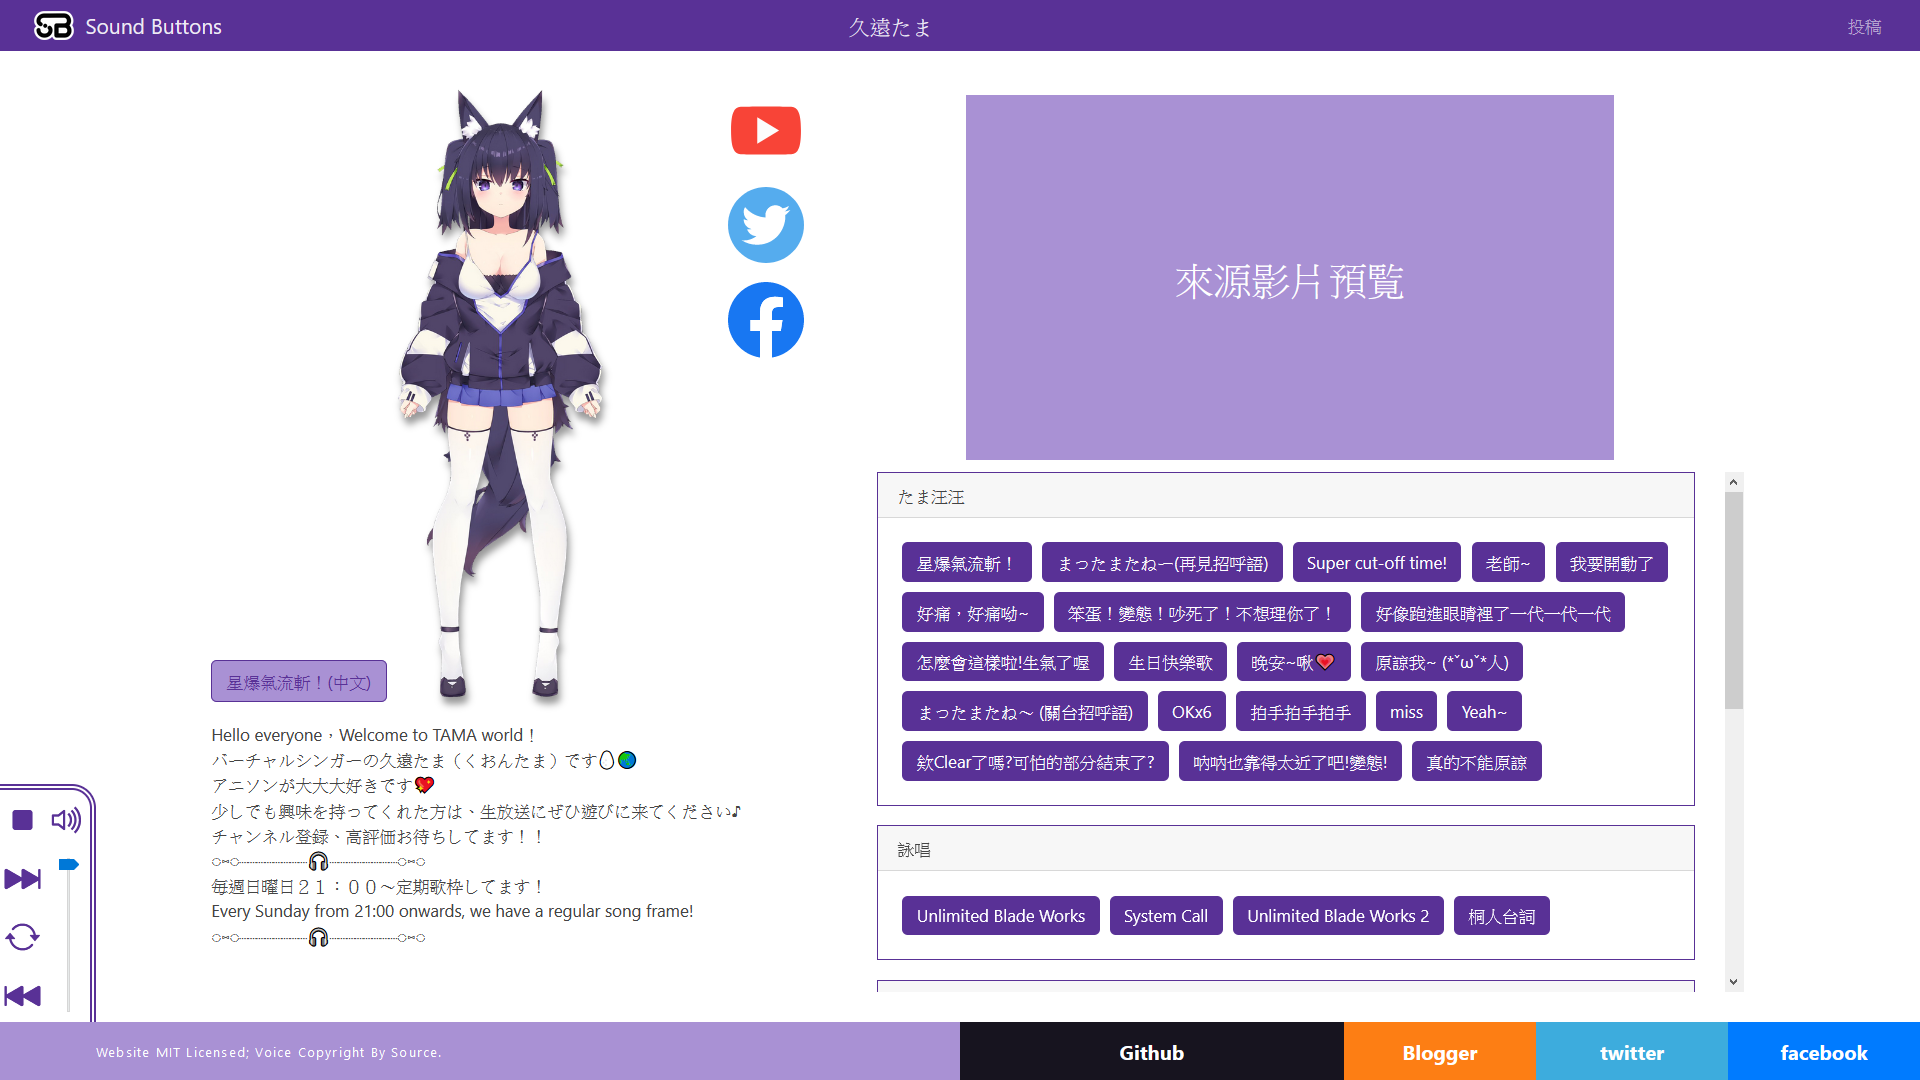 SB Sound Buttons
久遠たま
投稿
來源影片預覧
たま汪汪
星爆氣流斬！
まったまたねー(再見招呼語)
Super cut-off time!
老師~
我要開動了
好痛，好痛呦~
笨蛋！變態！吵死了！不想理你了！
好像跑進眼睛裡了一代一代一代
怎麼會這樣啦!生氣了喔
生日快樂歌
晚安~啾💗
原諒我~ (*ˇωˇ*人)
まったまたね～ (關台招呼語)
OKx6
拍手拍手拍手
miss
Yeah~
欸Clear了嗎?可怕的部分結束了?
吶吶也靠得太近了吧!變態!
真的不能原諒
詠唱
Unlimited Blade Works
System Call
Unlimited Blade Works 2
桐人台詞
星爆氣流斬！(中文)
Hello everyone，Welcome to TAMA world！
バーチャルシンガーの久遠たま（くおんたま）です🥚🌏
アニソンが大大大好きです💖
少しでも興味を持ってくれた方は、生放送にぜひ遊びに来てください♪
チャンネル登録、高評価お待ちしてます！！
毎週日曜日２１：００～定期歌枠してます！
Every Sunday from 21:00 onwards, we have a regular song frame!
Website MIT Licensed; Voice Copyright By Source.
Github
Blogger
twitter
facebook